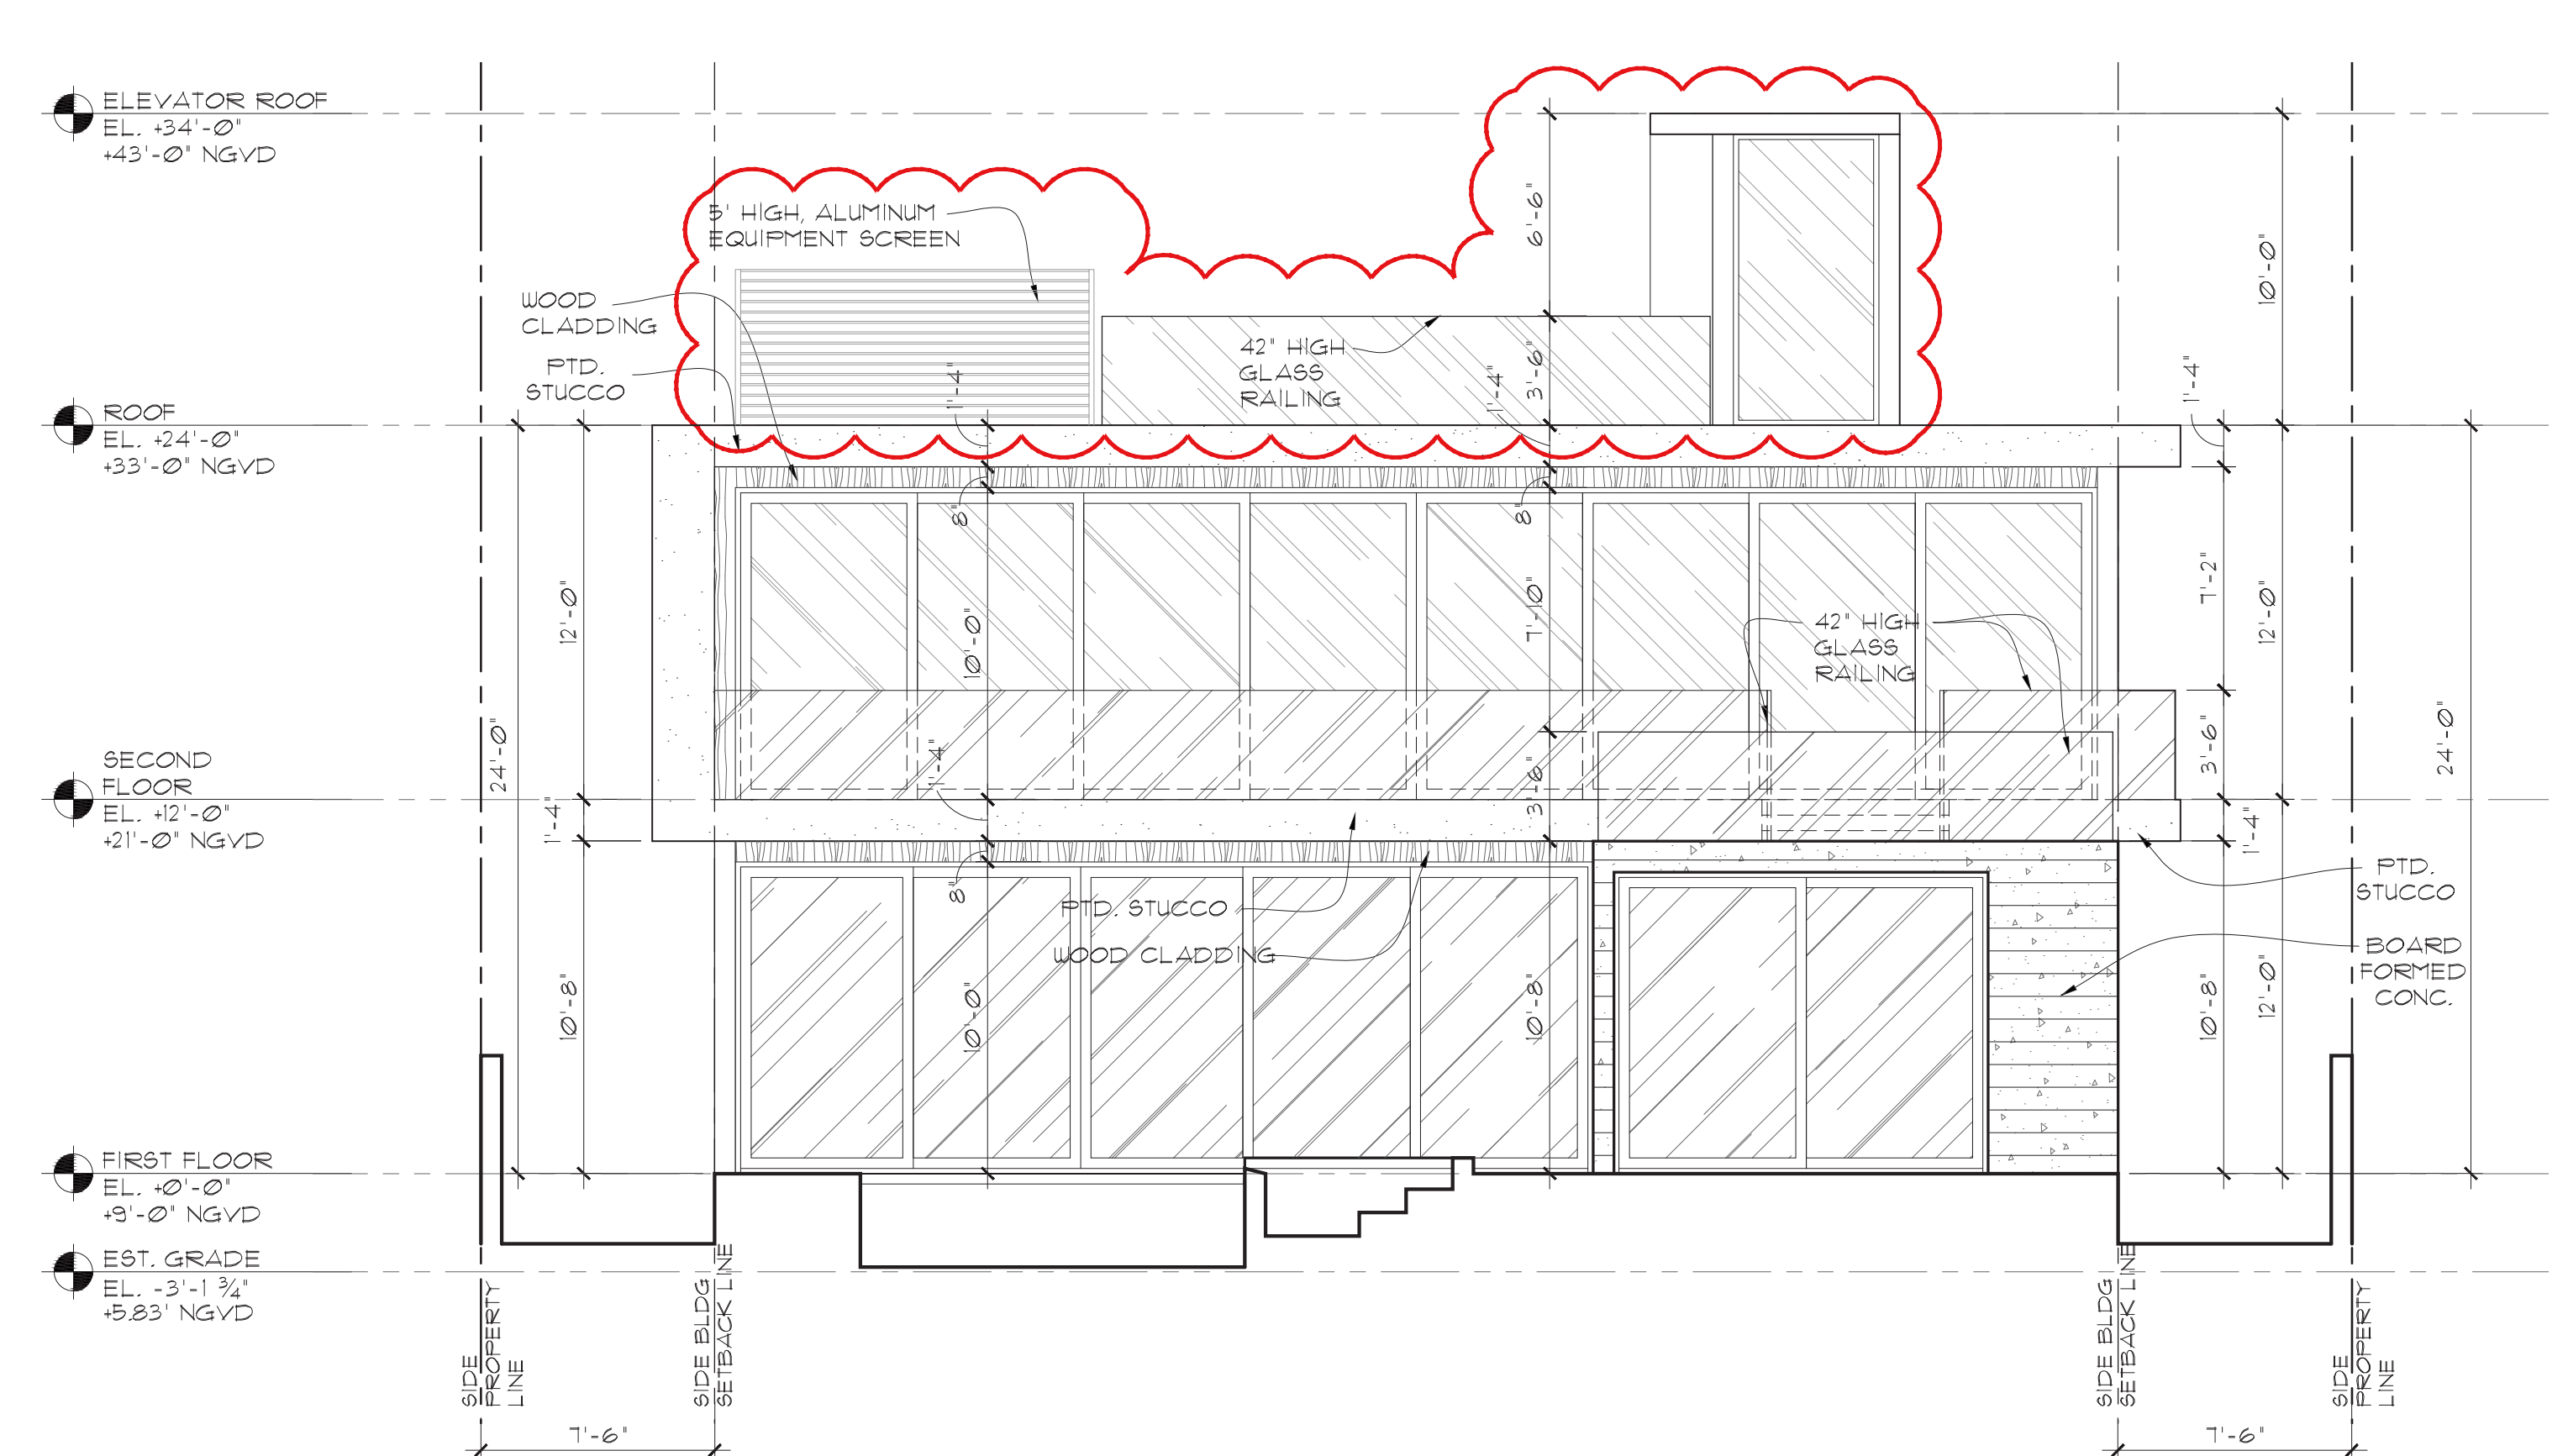 ELEVATOR ROOF
EL. +34'-0"
+43'-0" NGVD
5' HIGH, ALUMINUM
EQUIPMENT SCREEN
6'-6"
10'-0"
WOOD
CLADDING
PTD.
STUCCO
42" HIGH
GLASS
RAILING
1'-4"
1'-4"
3'-6"
1'-4"
ROOF
EL. +24'-0"
+33'-0" NGVD
8"
8"
12'-0"
10'-0"
7'-10"
7'-2"
12'-0"
42" HIGH
GLASS
RAILING
24'-0"
24'-0"
SECOND
FLOOR
EL. +12'-0"
+21'-0" NGVD
1'-4"
1'-4"
3'-6"
3'-6"
1'-4"
8"
PTD.
STUCCO
PTD. STUCCO
WOOD CLADDING
BOARD
FORMED
CONC.
10'-8"
10'-0"
10'-8"
10'-8"
12'-0"
FIRST FLOOR
EL. +0'-0"
+9'-0" NGVD
EST. GRADE
EL. -3'-1 3/4"
+5.83' NGVD
SIDE
PROPERTY
LINE
SIDE BLDG
SETBACK LINE
SIDE BLDG
SETBACK LINE
SIDE
PROPERTY
LINE
7'-6"
7'-6"